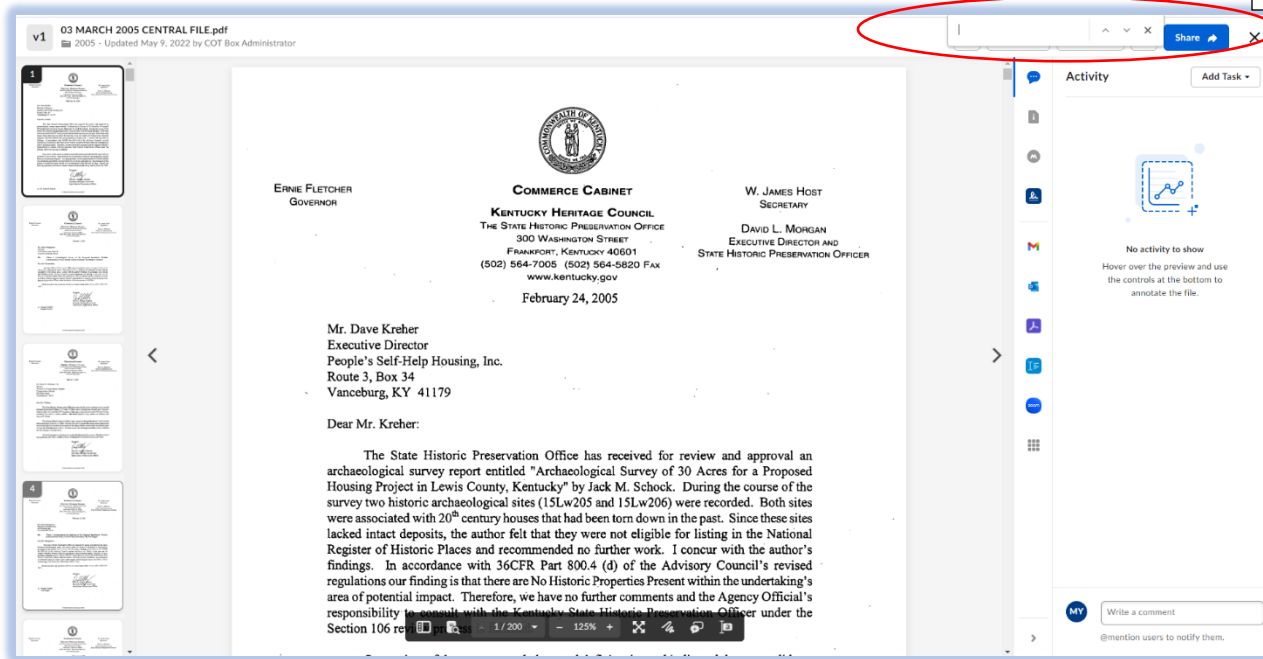 v1
03 MARCH 2005 CENTRAL FILE.pdf
2005 - Updated May 9, 2022 by COT Box Administrator
Share
1
4
COMMONWEALTH OF KENTUCKY
ERNIE FLETCHER
GOVERNOR
COMMERCE CABINET
KENTUCKY HERITAGE COUNCIL
THE STATE HISTORIC PRESERVATION OFFICE
300 WASHINGTON STREET
FRANKFORT, KENTUCKY 40601
(502) 564-7005 (502) 564-5820 FAX
www.kentucky.gov
W. JAMES HOST
SECRETARY
DAVID L. MORGAN
EXECUTIVE DIRECTOR AND
STATE HISTORIC PRESERVATION OFFICER
February 24, 2005
Mr. Dave Kreher
Executive Director
People's Self-Help Housing, Inc.
Route 3, Box 34
Vanceburg, KY 41179
Dear Mr. Kreher:
The State Historic Preservation Office has received for review and approval an
archaeological survey report entitled "Archaeological Survey of 30 Acres for a Proposed
Housing Project in Lewis County, Kentucky" by Jack M. Schock. During the course of the
survey two historic archaeological sites (15Lw205 and 15Lw206) were recorded. Both sites
were associated with 20th century houses that had been torn down in the past. Since these sites
lacked intact deposits, the author felt that they were not eligible for listing in the National
Register of Historic Places and recommended no further work. I concur with the author's
findings. In accordance with 36CFR Part 800.4 (d) of the Advisory Council's revised
regulations our finding is that there are No Historic Properties Present within the undertaking's
area of potential impact. Therefore, we have no further comments and the Agency Official's
responsibility to consult with the Kentucky State Historic Preservation Officer under the
Section 106
1 / 200
125%
Activity
Add Task
No activity to show
Hover over the preview and use
the controls at the bottom to
annotate the file.
zoom
MY
Write a comment
@mention users to notify them.